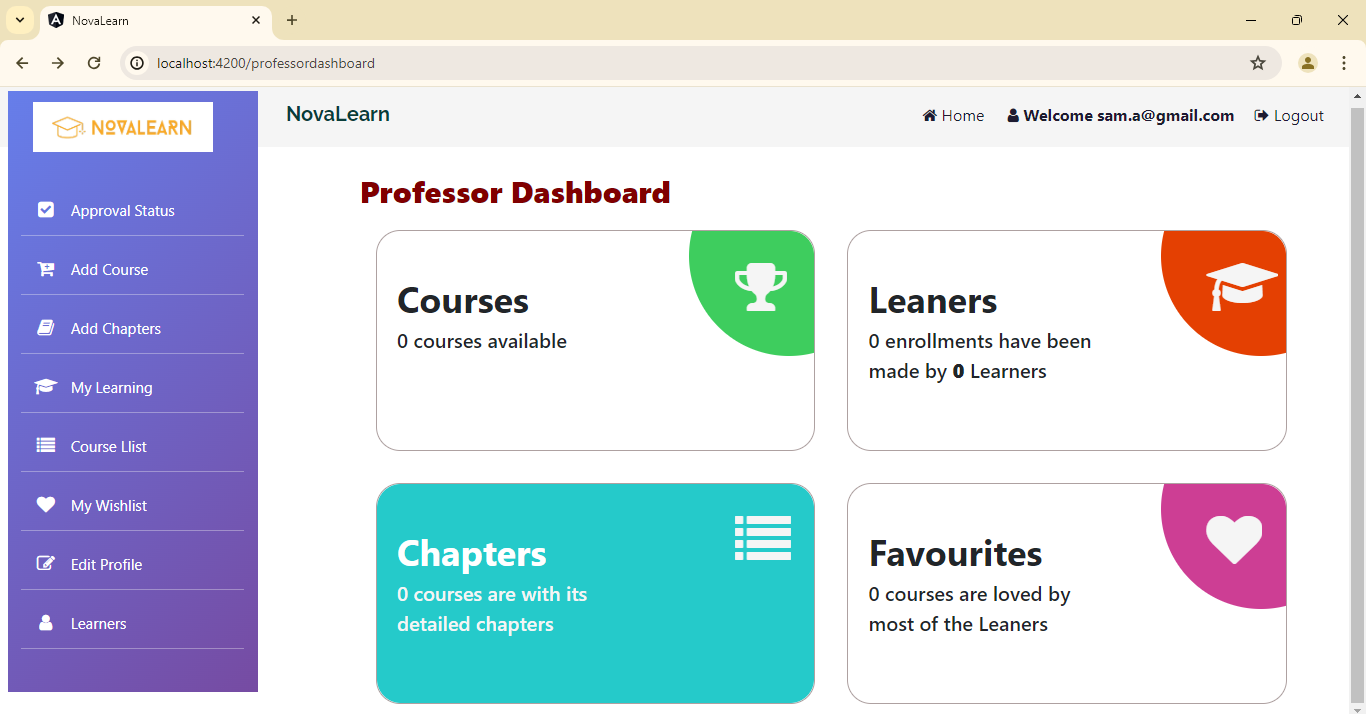 NovaLearn
localhost:4200/professordashboard
NOVALEARN
NovaLearn
Home
Welcome sam.a@gmail.com
Logout
Approval Status
Add Course
Add Chapters
My Learning
Course Llist
My Wishlist
Edit Profile
Learners
Professor Dashboard
Courses
0 courses available
Leaners
0 enrollments have been
made by 0 Learners
Chapters
0 courses are with its
detailed chapters
Favourites
0 courses are loved by
most of the Leaners